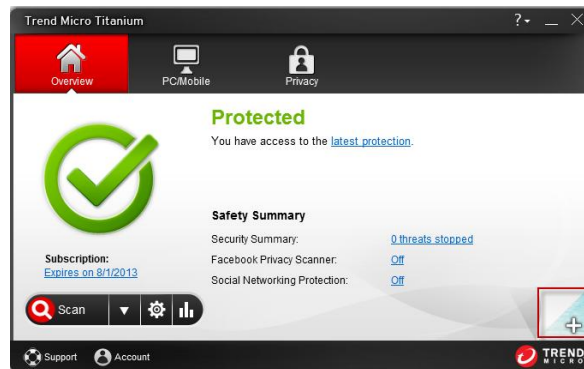 Trend Micro Titanium
?
Overview
PC/Mobile
Privacy
Protected
You have access to the latest protection.
Safety Summary
Security Summary: 0 threats stopped
Facebook Privacy Scanner: Off
Social Networking Protection: Off
Subscription:
Expires on 8/1/2013
Scan
Support
Account
TREND
MICRO